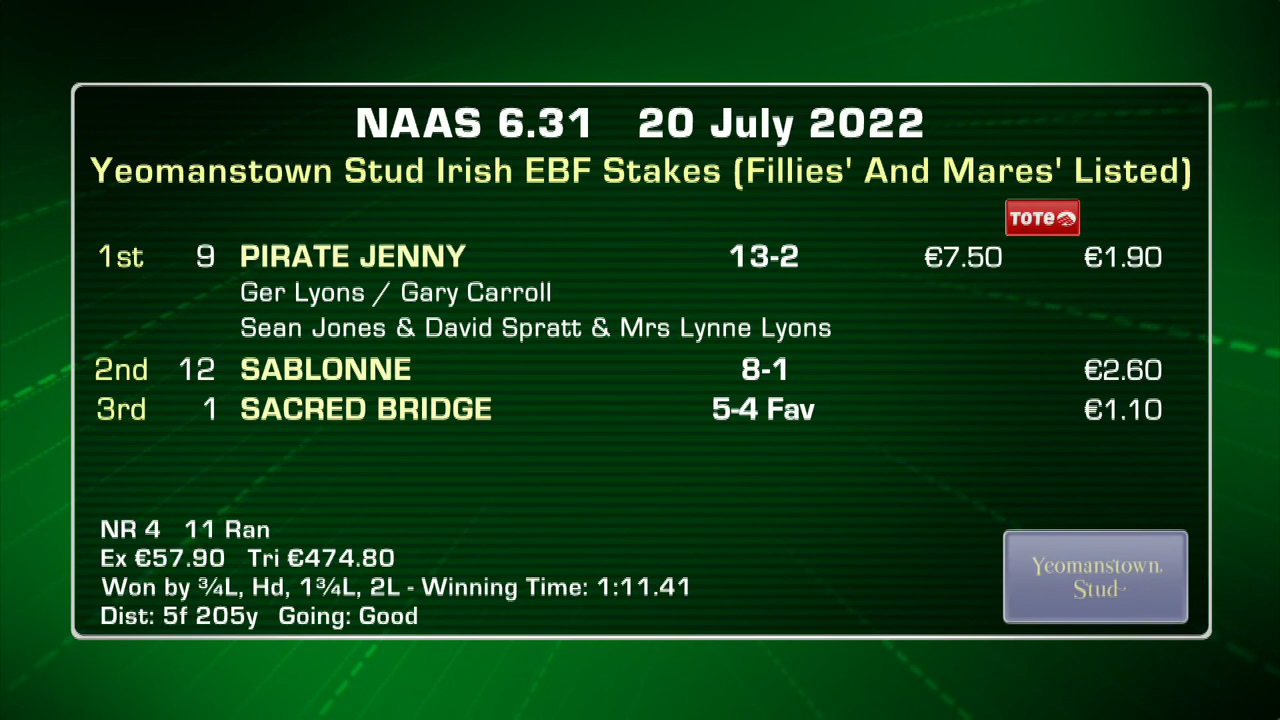 NAAS 6.31 20 July 2022
Yeomanstown Stud Irish EBF Stakes (Fillies' And Mares' Listed)
TOTE
1st 9 PIRATE JENNY 13-2 €7.50 €1.90
Ger Lyons / Gary Carroll
Sean Jones & David Spratt & Mrs Lynne Lyons
2nd 12 SABLONNE 8-1 €2.60
3rd 1 SACRED BRIDGE 5-4 Fav €1.10
NR 4 11 Ran
Ex €57.90 Tri €474.80
Won by ¾L, Hd, 1¾L, 2L - Winning Time: 1:11.41
Dist: 5f 205y Going: Good
Yeomanstown
Stud